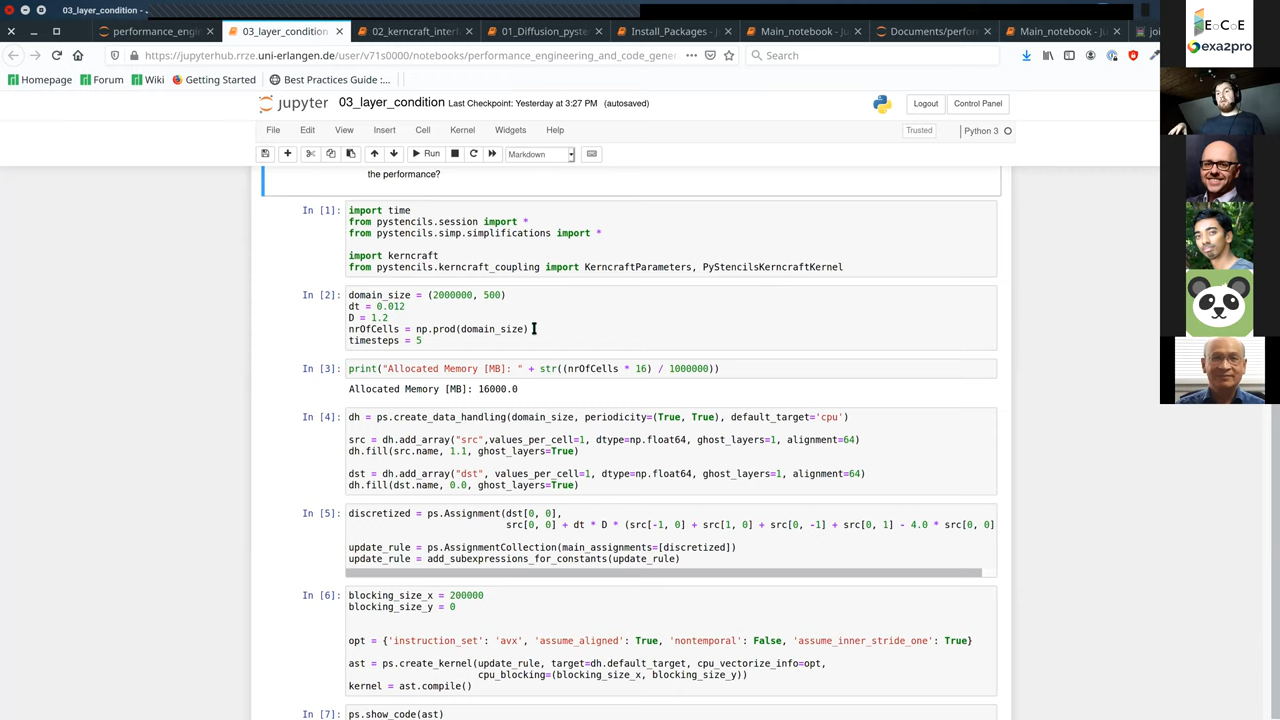 03_layer_condition -
performance_engi
03_layer_condition
02_kerncraft_interf
01_Diffusion_pyste
Install_Packages - J
Main_notebook - Ju
Documents/perfor
Main_notebook - Ju
joi
https://jupyterhub.rrze.uni-erlangen.de/user/v71s0000/notebooks/performance_engineering_and_code_gene
Search
Homepage
Forum
Wiki
Getting Started
Best Practices Guide :...
jupyter
03_layer_condition Last Checkpoint: Yesterday at 3:27 PM (autosaved)
Logout
Control Panel
File Edit View Insert Cell Kernel Widgets Help
Trusted
Python 3
Run
Markdown
the performance?
In [1]:
import time
from pystencils.session import *
from pystencils.simp.simplifications import *
import kerncraft
from pystencils.kerncraft_coupling import KerncraftParameters, PyStencilsKerncraftKernel
In [2]:
domain_size = (2000000, 500)
dt = 0.012
D = 1.2
nrOfCells = np.prod(domain_size)
timesteps = 5
In [3]:
print("Allocated Memory [MB]: " + str((nrOfCells * 16) / 1000000))
Allocated Memory [MB]: 16000.0
In [4]:
dh = ps.create_data_handling(domain_size, periodicity=(True, True), default_target='cpu')
src = dh.add_array("src",values_per_cell=1, dtype=np.float64, ghost_layers=1, alignment=64)
dh.fill(src.name, 1.1, ghost_layers=True)
dst = dh.add_array("dst", values_per_cell=1, dtype=np.float64, ghost_layers=1, alignment=64)
dh.fill(dst.name, 0.0, ghost_layers=True)
In [5]:
discretized = ps.Assignment(dst[0, 0],
src[0, 0] + dt * D * (src[-1, 0] + src[1, 0] + src[0, -1] + src[0, 1] - 4.0 * src[0, 0]
update_rule = ps.AssignmentCollection(main_assignments=[discretized])
update_rule = add_subexpressions_for_constants(update_rule)
In [6]:
blocking_size_x = 200000
blocking_size_y = 0
opt = {'instruction_set': 'avx', 'assume_aligned': True, 'nontemporal': False, 'assume_inner_stride_one': True}
ast = ps.create_kernel(update_rule, target=dh.default_target, cpu_vectorize_info=opt,
cpu_blocking=(blocking_size_x, blocking_size_y))
kernel = ast.compile()
In [7]:
ps.show_code(ast)
EoCoE
exa2pro